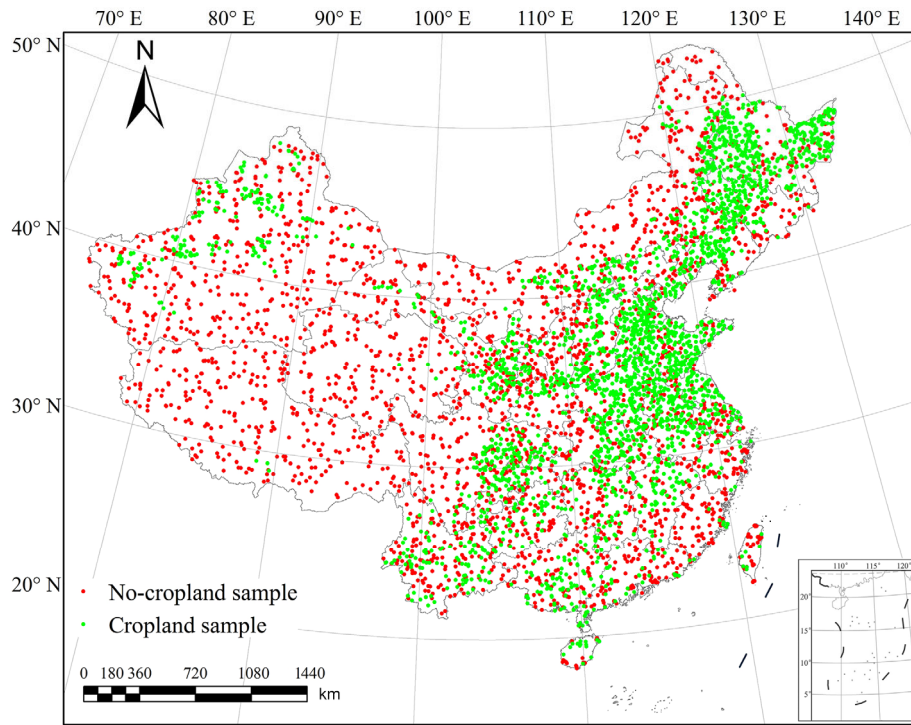 70° E 80° E 90° E 100° E 110° E 120° E 130° E 140° E
50° N
N
40° N
30° N
20° N
No-cropland sample
Cropland sample
0 180 360 720 1080 1440
km
110° 115° 120°
20°
15°
10°
5°